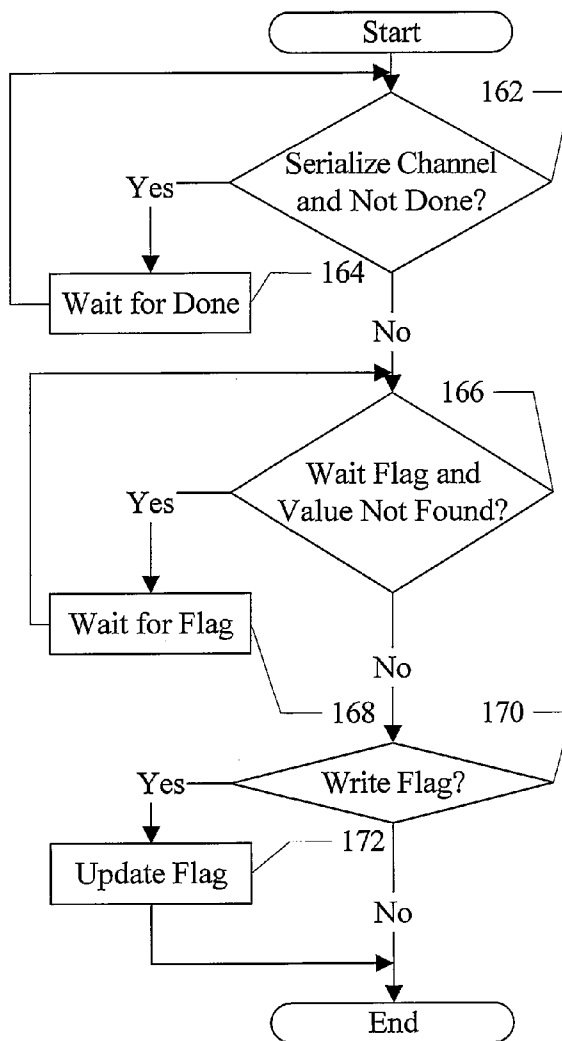 Start
162
Serialize Channel
and Not Done?
Yes
164
Wait for Done
No
166
Wait Flag and
Value Not Found?
Yes
Wait for Flag
No
168
170
Write Flag?
Yes
172
Update Flag
No
End